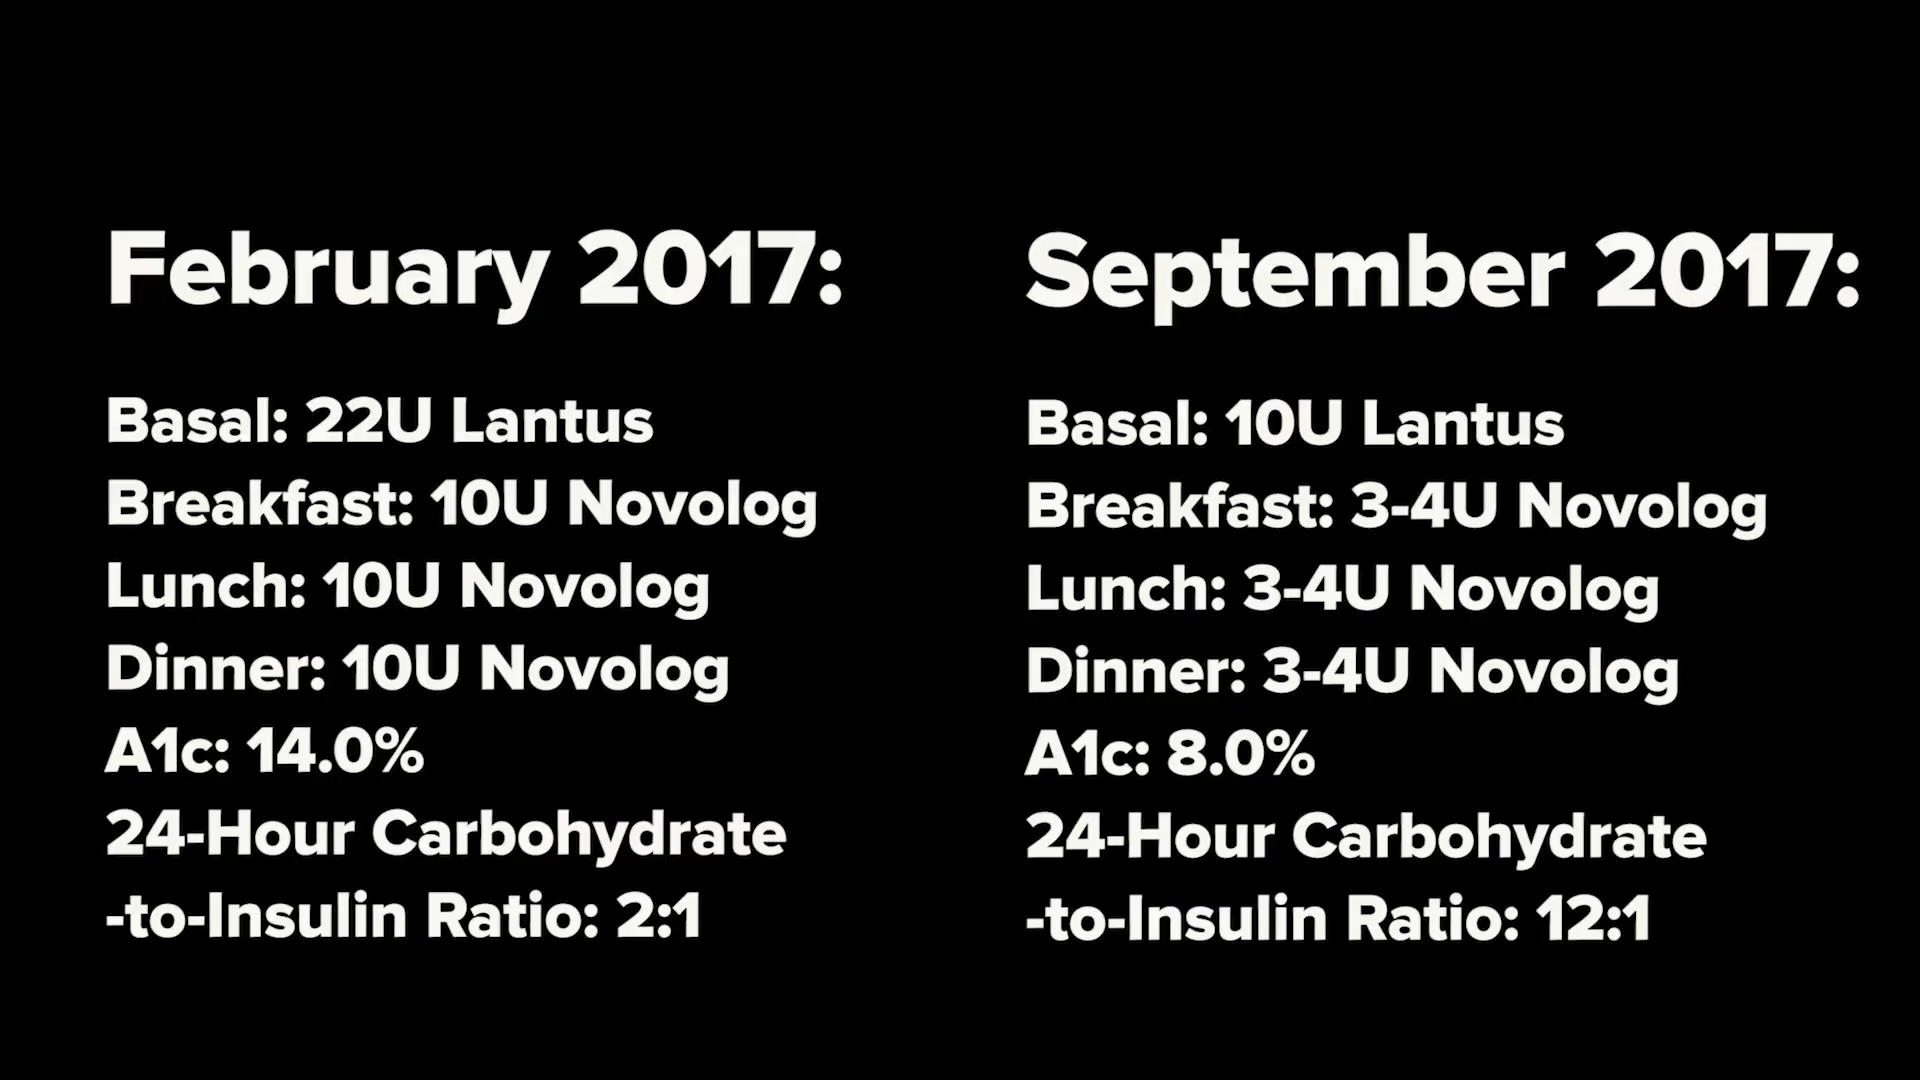 February 2017:
Basal: 22U Lantus
Breakfast: 10U Novolog
Lunch: 10U Novolog
Dinner: 10U Novolog
A1c: 14.0%
24-Hour Carbohydrate
-to-Insulin Ratio: 2:1
September 2017:
Basal: 10U Lantus
Breakfast: 3-4U Novolog
Lunch: 3-4U Novolog
Dinner: 3-4U Novolog
A1c: 8.0%
24-Hour Carbohydrate
-to-Insulin Ratio: 12:1